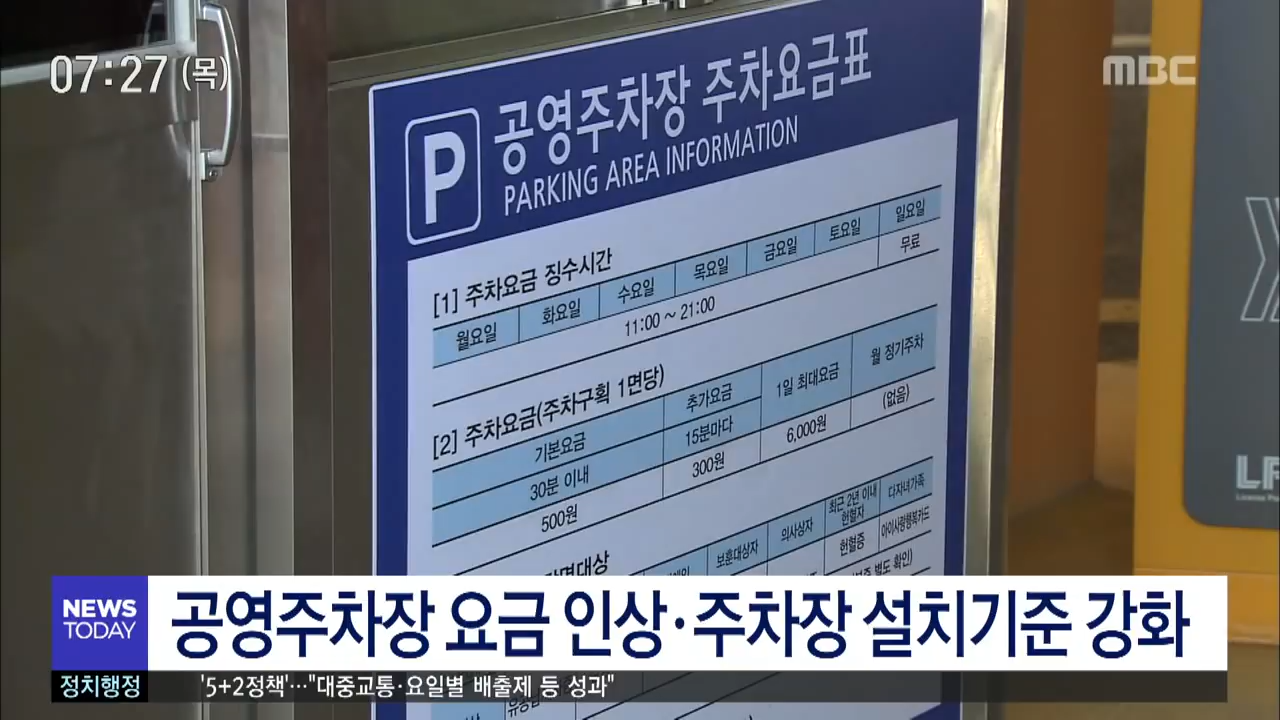 07:27 (목)
MBC
P 공영주차장 주차요금표
PARKING AREA INFORMATION
[1] 주차요금 징수시간
월요일 화요일 수요일 목요일 금요일 토요일 일요일
11:00 ~ 21:00 무료
[2] 주차요금(주차구획 1면당)
기본요금 추가요금 1일 최대요금 월 정기주차
30분 이내 15분마다
500원 300원 6,000원 (없음)
보훈대상자 의사상자 최근 2년 이내 헌혈자 다자녀가족
헌혈증 아이사랑행복카드
별도 확인)
NEWS
TODAY
공영주차장 요금 인상·주차장 설치기준 강화
정치행정 '5+2정책'…"대중교통·요일별 배출제 등 성과"